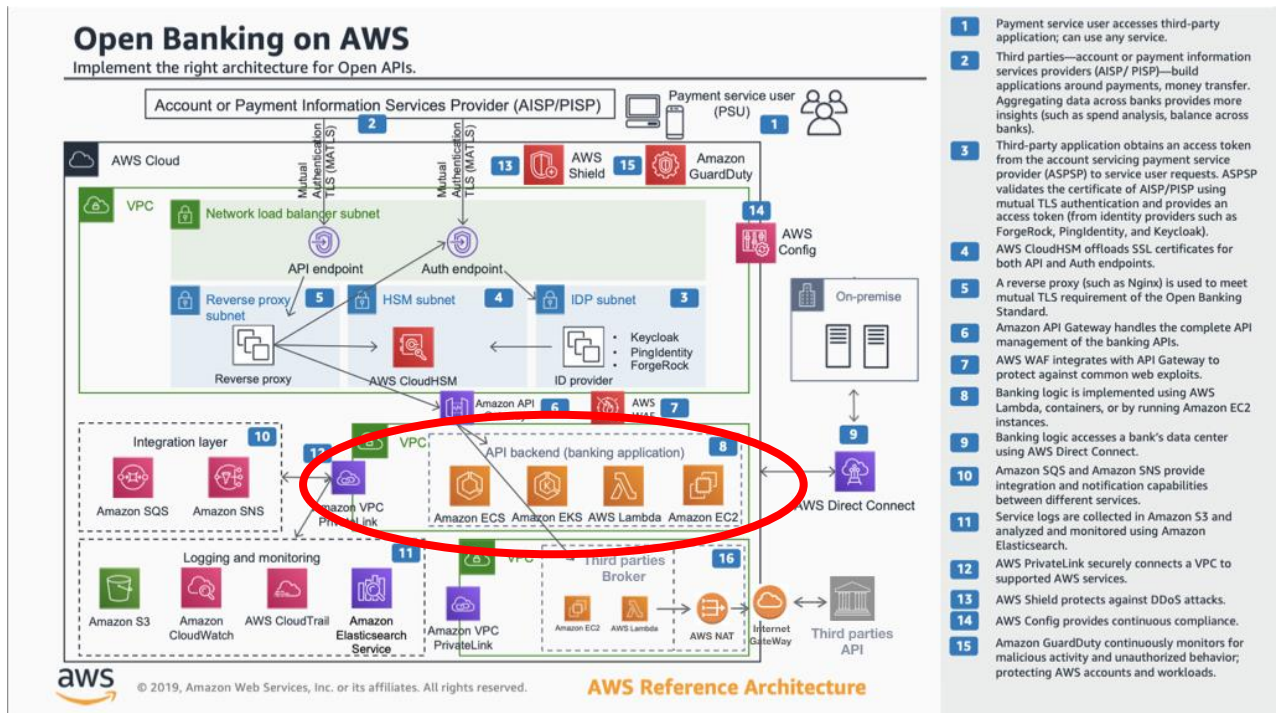 Open Banking on AWS
Implement the right architecture for Open APIs.
Account or Payment Information Services Provider (AISP/PISP)
2
Payment service user
(PSU)
1
AWS Cloud
Mutual
Authentication
TLS (MATLS)
Mutual
Authentication
TLS (MATLS)
13
AWS
Shield
15
Amazon
GuardDuty
VPC
Network load balancer subnet
API endpoint
Auth endpoint
14
AWS
Config
Reverse proxy
subnet
5
Reverse proxy
HSM subnet
4
AWS CloudHSM
IDP subnet
3
• Keycloak
• PingIdentity
• ForgeRock
ID provider
On-premise
Amazon API
6
AWS
WAF
7
Integration layer
10
Amazon SQS
Amazon SNS
12
Amazon VPC
PrivateLink
VPC
API backend (banking application)
8
Amazon ECS
Amazon EKS
AWS Lambda
Amazon EC2
9
AWS Direct Connect
Logging and monitoring
11
Amazon S3
Amazon
CloudWatch
AWS CloudTrail
Amazon
Elasticsearch
Service
VPC
Amazon VPC
PrivateLink
Third parties
Broker
16
Amazon EC2
AWS Lambda
AWS NAT
Internet
GateWay
Third parties
API
aws
© 2019, Amazon Web Services, Inc. or its affiliates. All rights reserved.
AWS Reference Architecture
1
Payment service user accesses third-party
application; can use any service.
2
Third parties—account or payment information
services providers (AISP/ PISP)—build
applications around payments, money transfer.
Aggregating data across banks provides more
insights (such as spend analysis, balance across
banks).
3
Third-party application obtains an access token
from the account servicing payment service
provider (ASPSP) to service user requests. ASPSP
validates the certificate of AISP/PISP using
mutual TLS authentication and provides an
access token (from identity providers such as
ForgeRock, PingIdentity, and Keycloak).
4
AWS CloudHSM offloads SSL certificates for
both API and Auth endpoints.
5
A reverse proxy (such as Nginx) is used to meet
mutual TLS requirement of the Open Banking
Standard.
6
Amazon API Gateway handles the complete API
management of the banking APIs.
7
AWS WAF integrates with API Gateway to
protect against common web exploits.
8
Banking logic is implemented using AWS
Lambda, containers, or by running Amazon EC2
instances.
9
Banking logic accesses a bank's data center
using AWS Direct Connect.
10
Amazon SQS and Amazon SNS provide
integration and notification capabilities
between different services.
11
Service logs are collected in Amazon S3 and
analyzed and monitored using Amazon
Elasticsearch.
12
AWS PrivateLink securely connects a VPC to
supported AWS services.
13
AWS Shield protects against DDoS attacks.
14
AWS Config provides continuous compliance.
15
Amazon GuardDuty continuously monitors for
malicious activity and unauthorized behavior;
protecting AWS accounts and workloads.